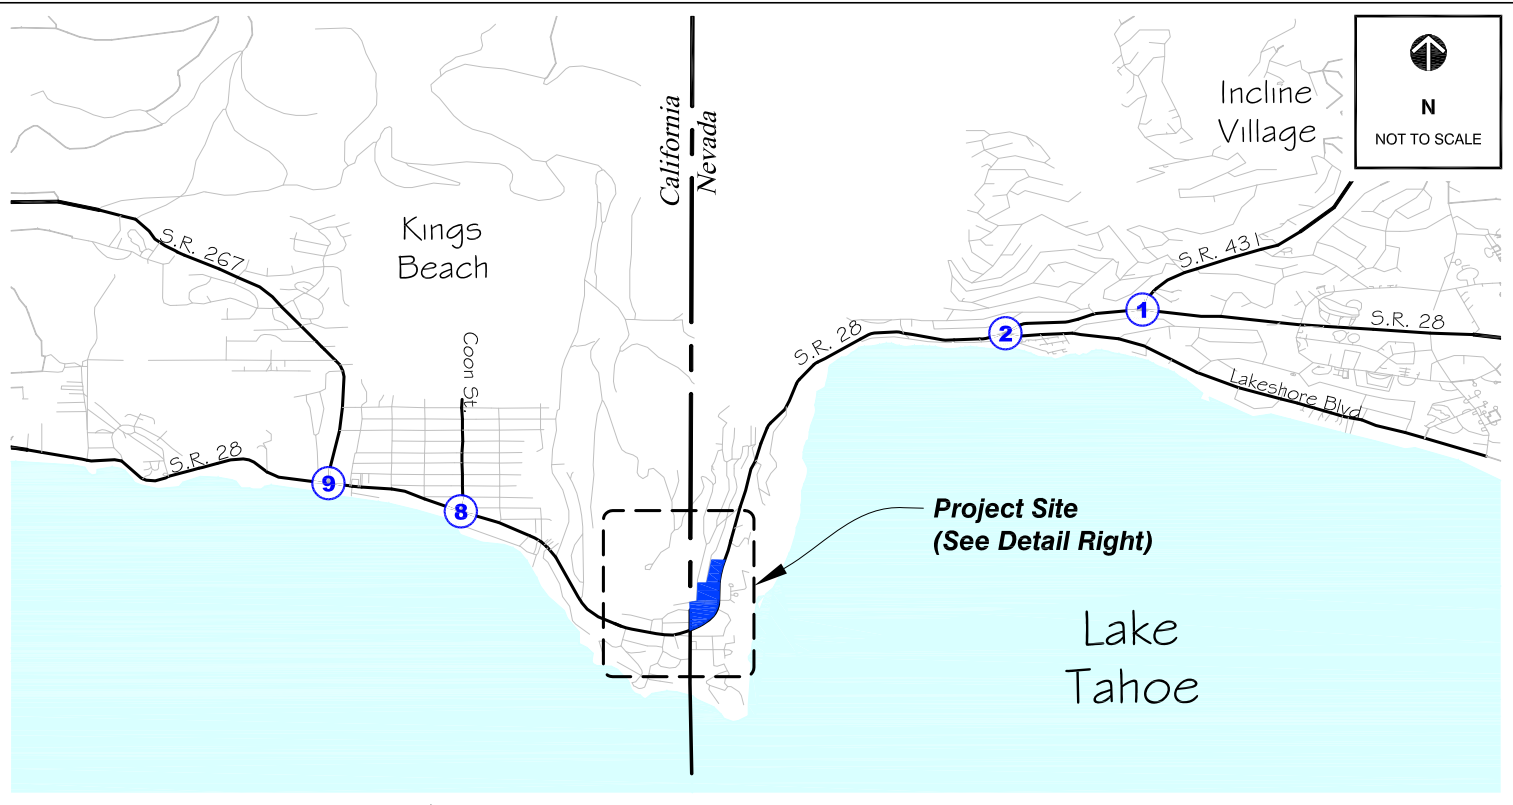 N
NOT TO SCALE
Incline
Village
California
Nevada
Kings
Beach
S.R. 267
S.R. 431
S.R. 28
S.R. 28
S.R. 28
Coon St.
Lakeshore Blvd
1
2
9
8
Project Site
(See Detail Right)
Lake
Tahoe